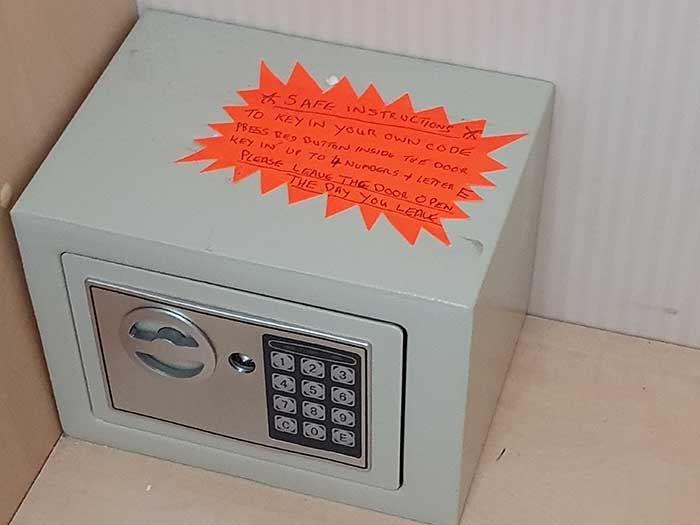 * SAFE INSTRUCTIONS *
TO KEY IN YOUR OWN CODE
PRESS RED BUTTON INSIDE THE DOOR
KEY IN UP TO 4 NUMBERS + LETTER E
PLEASE LEAVE THE DOOR OPEN
THE DAY YOU LEAVE
1 2 3
4 5 6
7 8 9
C 0 E